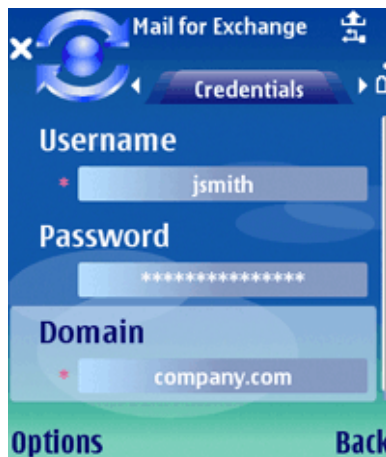 Mail for Exchange
Credentials
Username
* jsmith
Password
***************
Domain
* company.com
Options Back